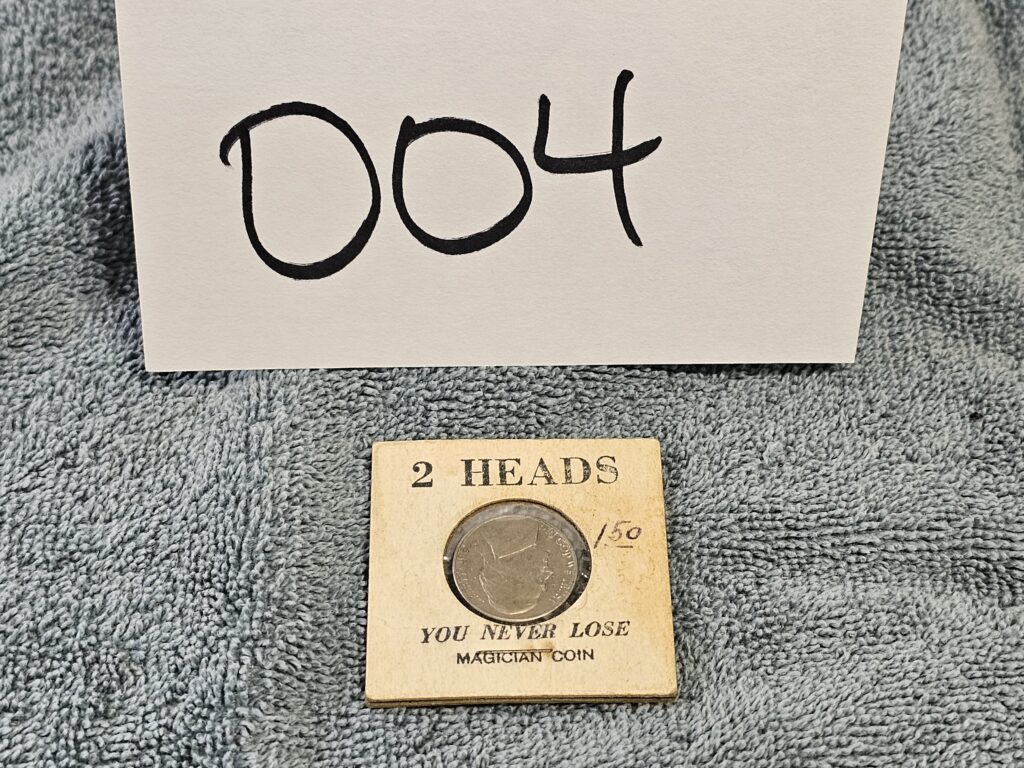 004
2 HEADS
1.50
YOU NEVER LOSE
MAGICIAN COIN